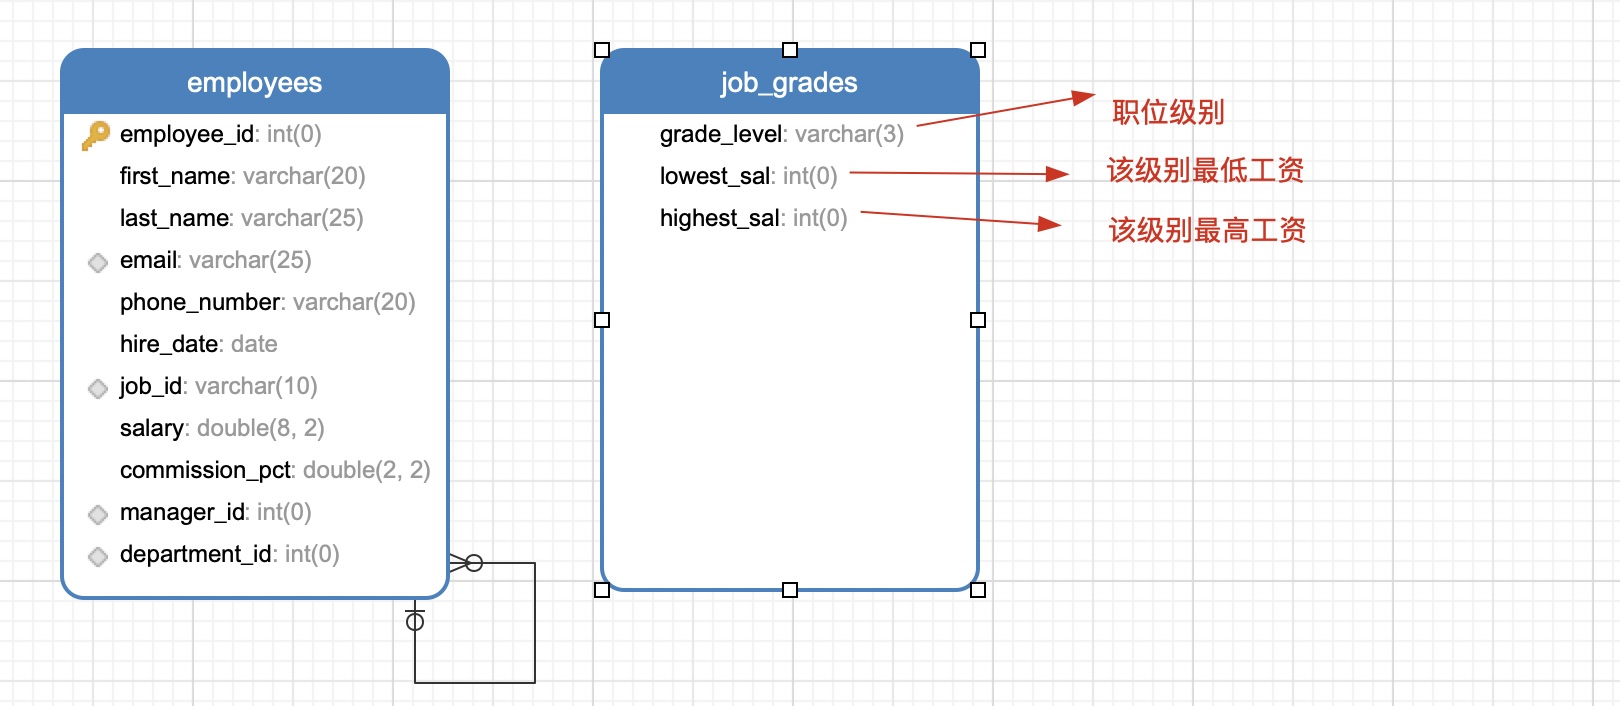 employees
employee_id: int(0)
first_name: varchar(20)
last_name: varchar(25)
email: varchar(25)
phone_number: varchar(20)
hire_date: date
job_id: varchar(10)
salary: double(8, 2)
commission_pct: double(2, 2)
manager_id: int(0)
department_id: int(0)
job_grades
grade_level: varchar(3)
lowest_sal: int(0)
highest_sal: int(0)
职位级别
该级别最低工资
该级别最高工资